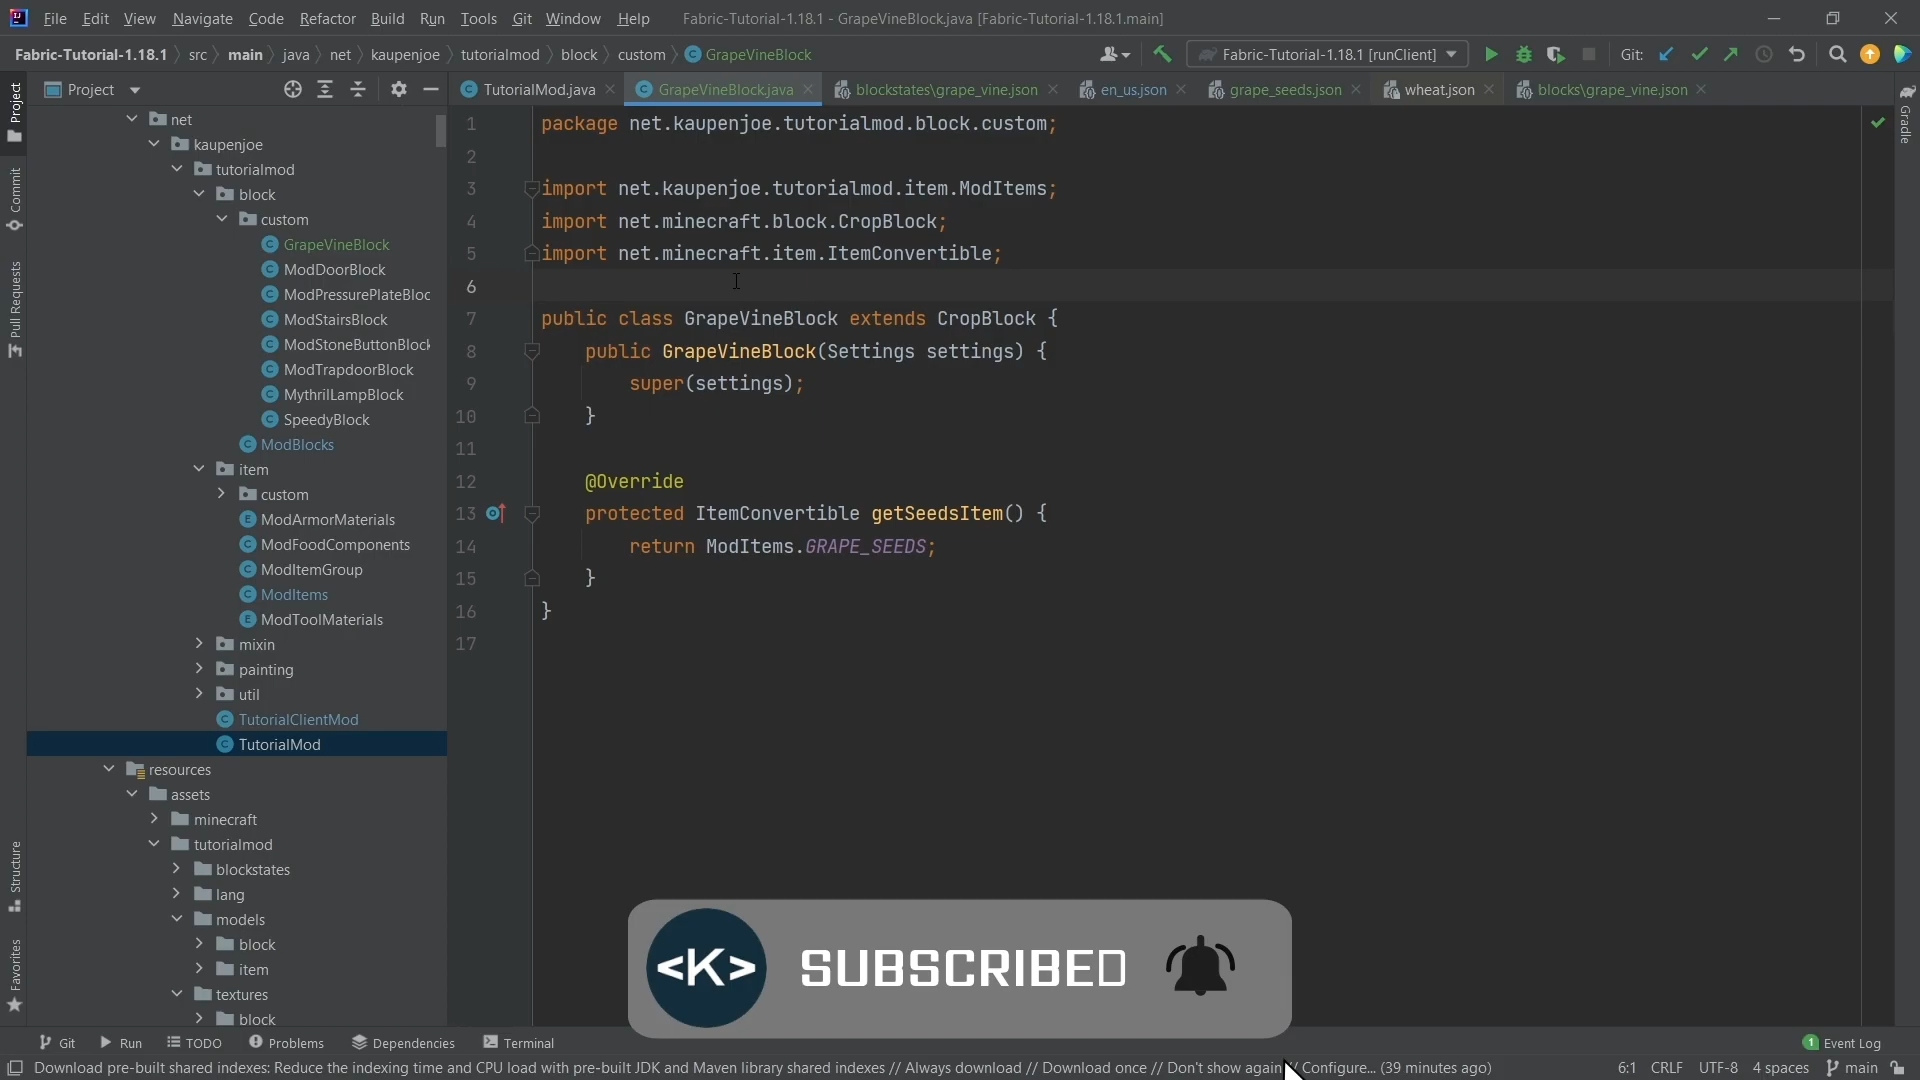 File Edit View Navigate Code Refactor Build Run Tools Git Window Help Fabric-Tutorial-1.18.1 - GrapeVineBlock.java [Fabric-Tutorial-1.18.1.main]
Fabric-Tutorial-1.18.1 src main java net kaupenjoe tutorialmod block custom GrapeVineBlock Fabric-Tutorial-1.18.1 [runClient] Git:
Project TutorialMod.java GrapeVineBlock.java blockstates\grape_vine.json en_us.json grape_seeds.json wheat.json blocks\grape_vine.json
Project
Commit
Pull Requests
Structure
Favorites
Gradle
net
kaupenjoe
tutorialmod
block
custom
GrapeVineBlock
ModDoorBlock
ModPressurePlateBloc
ModStairsBlock
ModStoneButtonBlock
ModTrapdoorBlock
MythrilLampBlock
SpeedyBlock
ModBlocks
item
custom
ModArmorMaterials
ModFoodComponents
ModItemGroup
ModItems
ModToolMaterials
mixin
painting
util
TutorialClientMod
TutorialMod
resources
assets
minecraft
tutorialmod
blockstates
lang
models
block
item
textures
block
1 package net.kaupenjoe.tutorialmod.block.custom;
2
3 import net.kaupenjoe.tutorialmod.item.ModItems;
4 import net.minecraft.block.CropBlock;
5 import net.minecraft.item.ItemConvertible;
6
7 public class GrapeVineBlock extends CropBlock {
8 public GrapeVineBlock(Settings settings) {
9 super(settings);
10 }
11
12 @Override
13 protected ItemConvertible getSeedsItem() {
14 return ModItems.GRAPE_SEEDS;
15 }
16 }
17
<K> SUBSCRIBED
Git Run TODO Problems Dependencies Terminal 1 Event Log
Download pre-built shared indexes: Reduce the indexing time and CPU load with pre-built JDK and Maven library shared indexes // Always download // Download once // Don't show again // Configure... (39 minutes ago) 6:1 CRLF UTF-8 4 spaces main